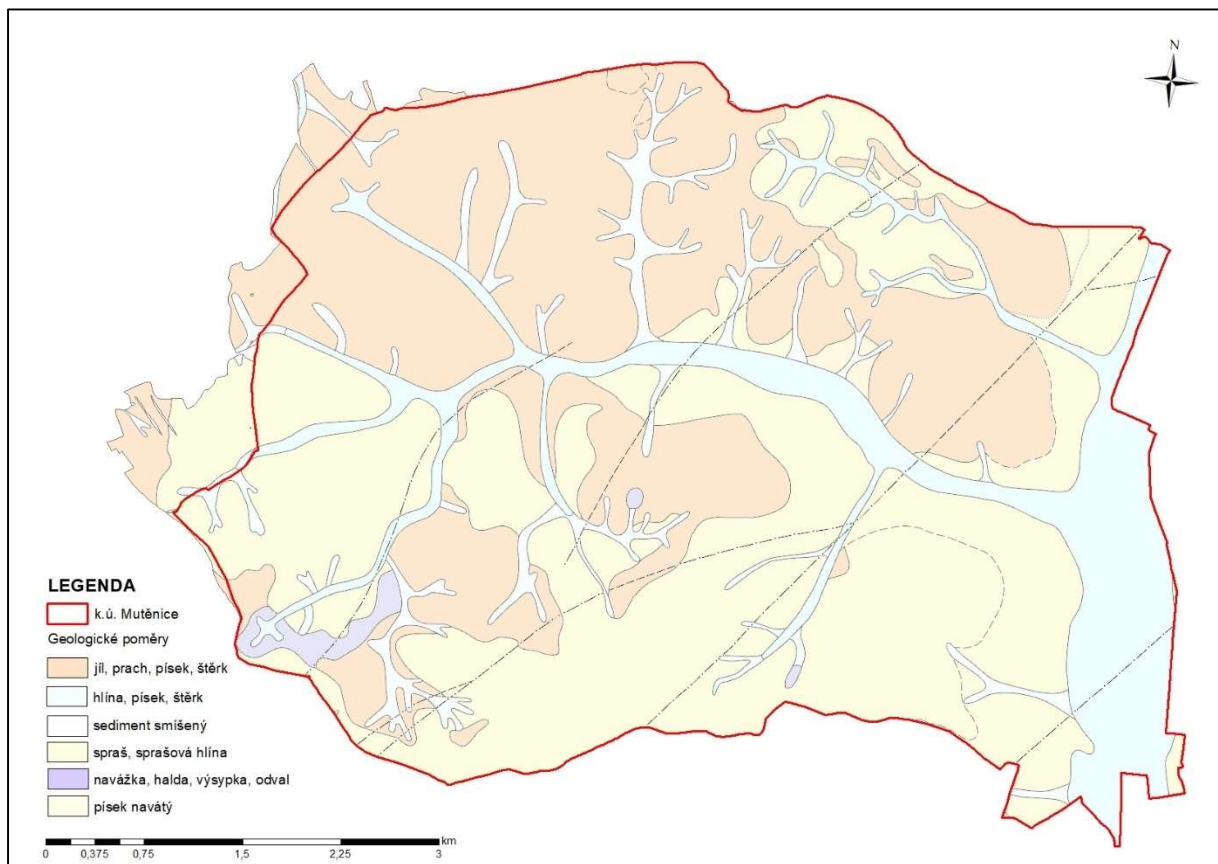 N
LEGENDA
k.ú. Mutěnice
Geologické poměry
jíl, prach, písek, štěrk
hlína, písek, štěrk
sediment smíšený
spraš, sprašová hlína
navážka, halda, výsypka, odval
písek navátý
km
0 0,375 0,75 1,5 2,25 3